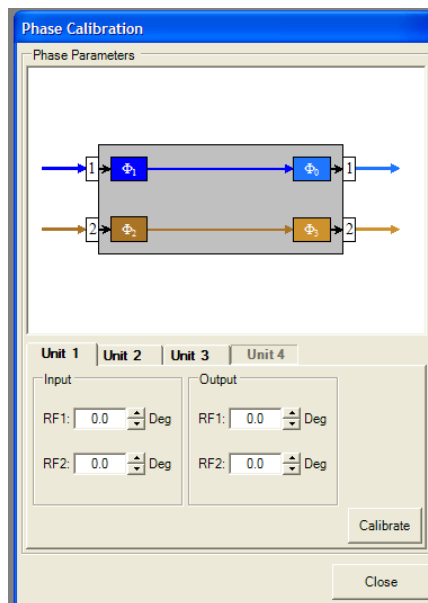 Phase Calibration
Phase Parameters
1 Φ1 Φ0 1
2 Φ2 Φ3 2
Unit 1 Unit 2 Unit 3 Unit 4
Input Output
RF1: 0.0 Deg RF1: 0.0 Deg
RF2: 0.0 Deg RF2: 0.0 Deg
Calibrate
Close